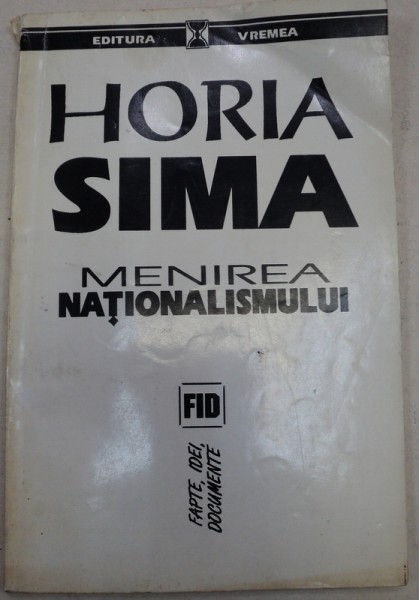 EDITURA VREMEA
HORIA
SIMA
MENIREA
NAȚIONALISMULUI
FID
FAPTE, IDEI,
DOCUMENTE